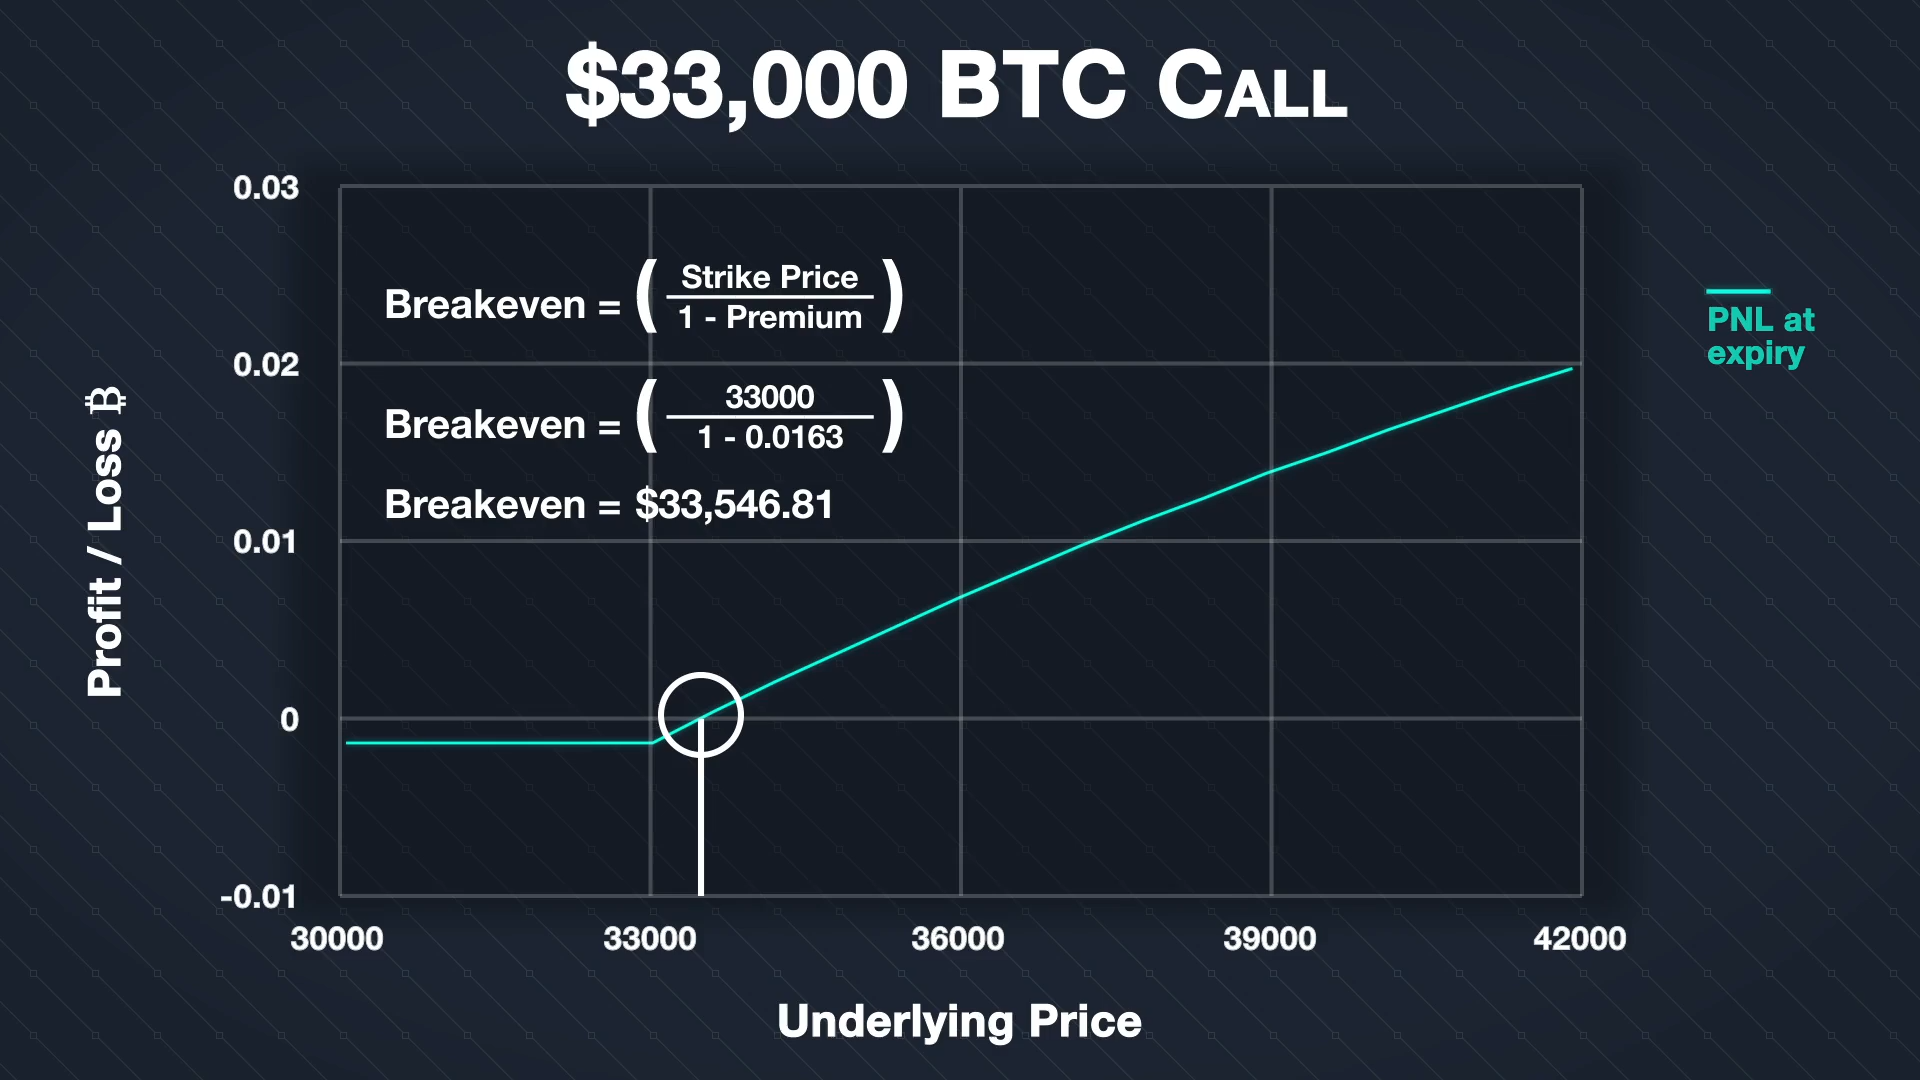 $33,000 BTC CALL
0.03
0.02
0.01
0
-0.01
Profit / Loss ₿
Breakeven = ( Strike Price / 1 - Premium )
Breakeven = ( 33000 / 1 - 0.0163 )
Breakeven = $33,546.81
PNL at
expiry
30000 33000 36000 39000 42000
Underlying Price